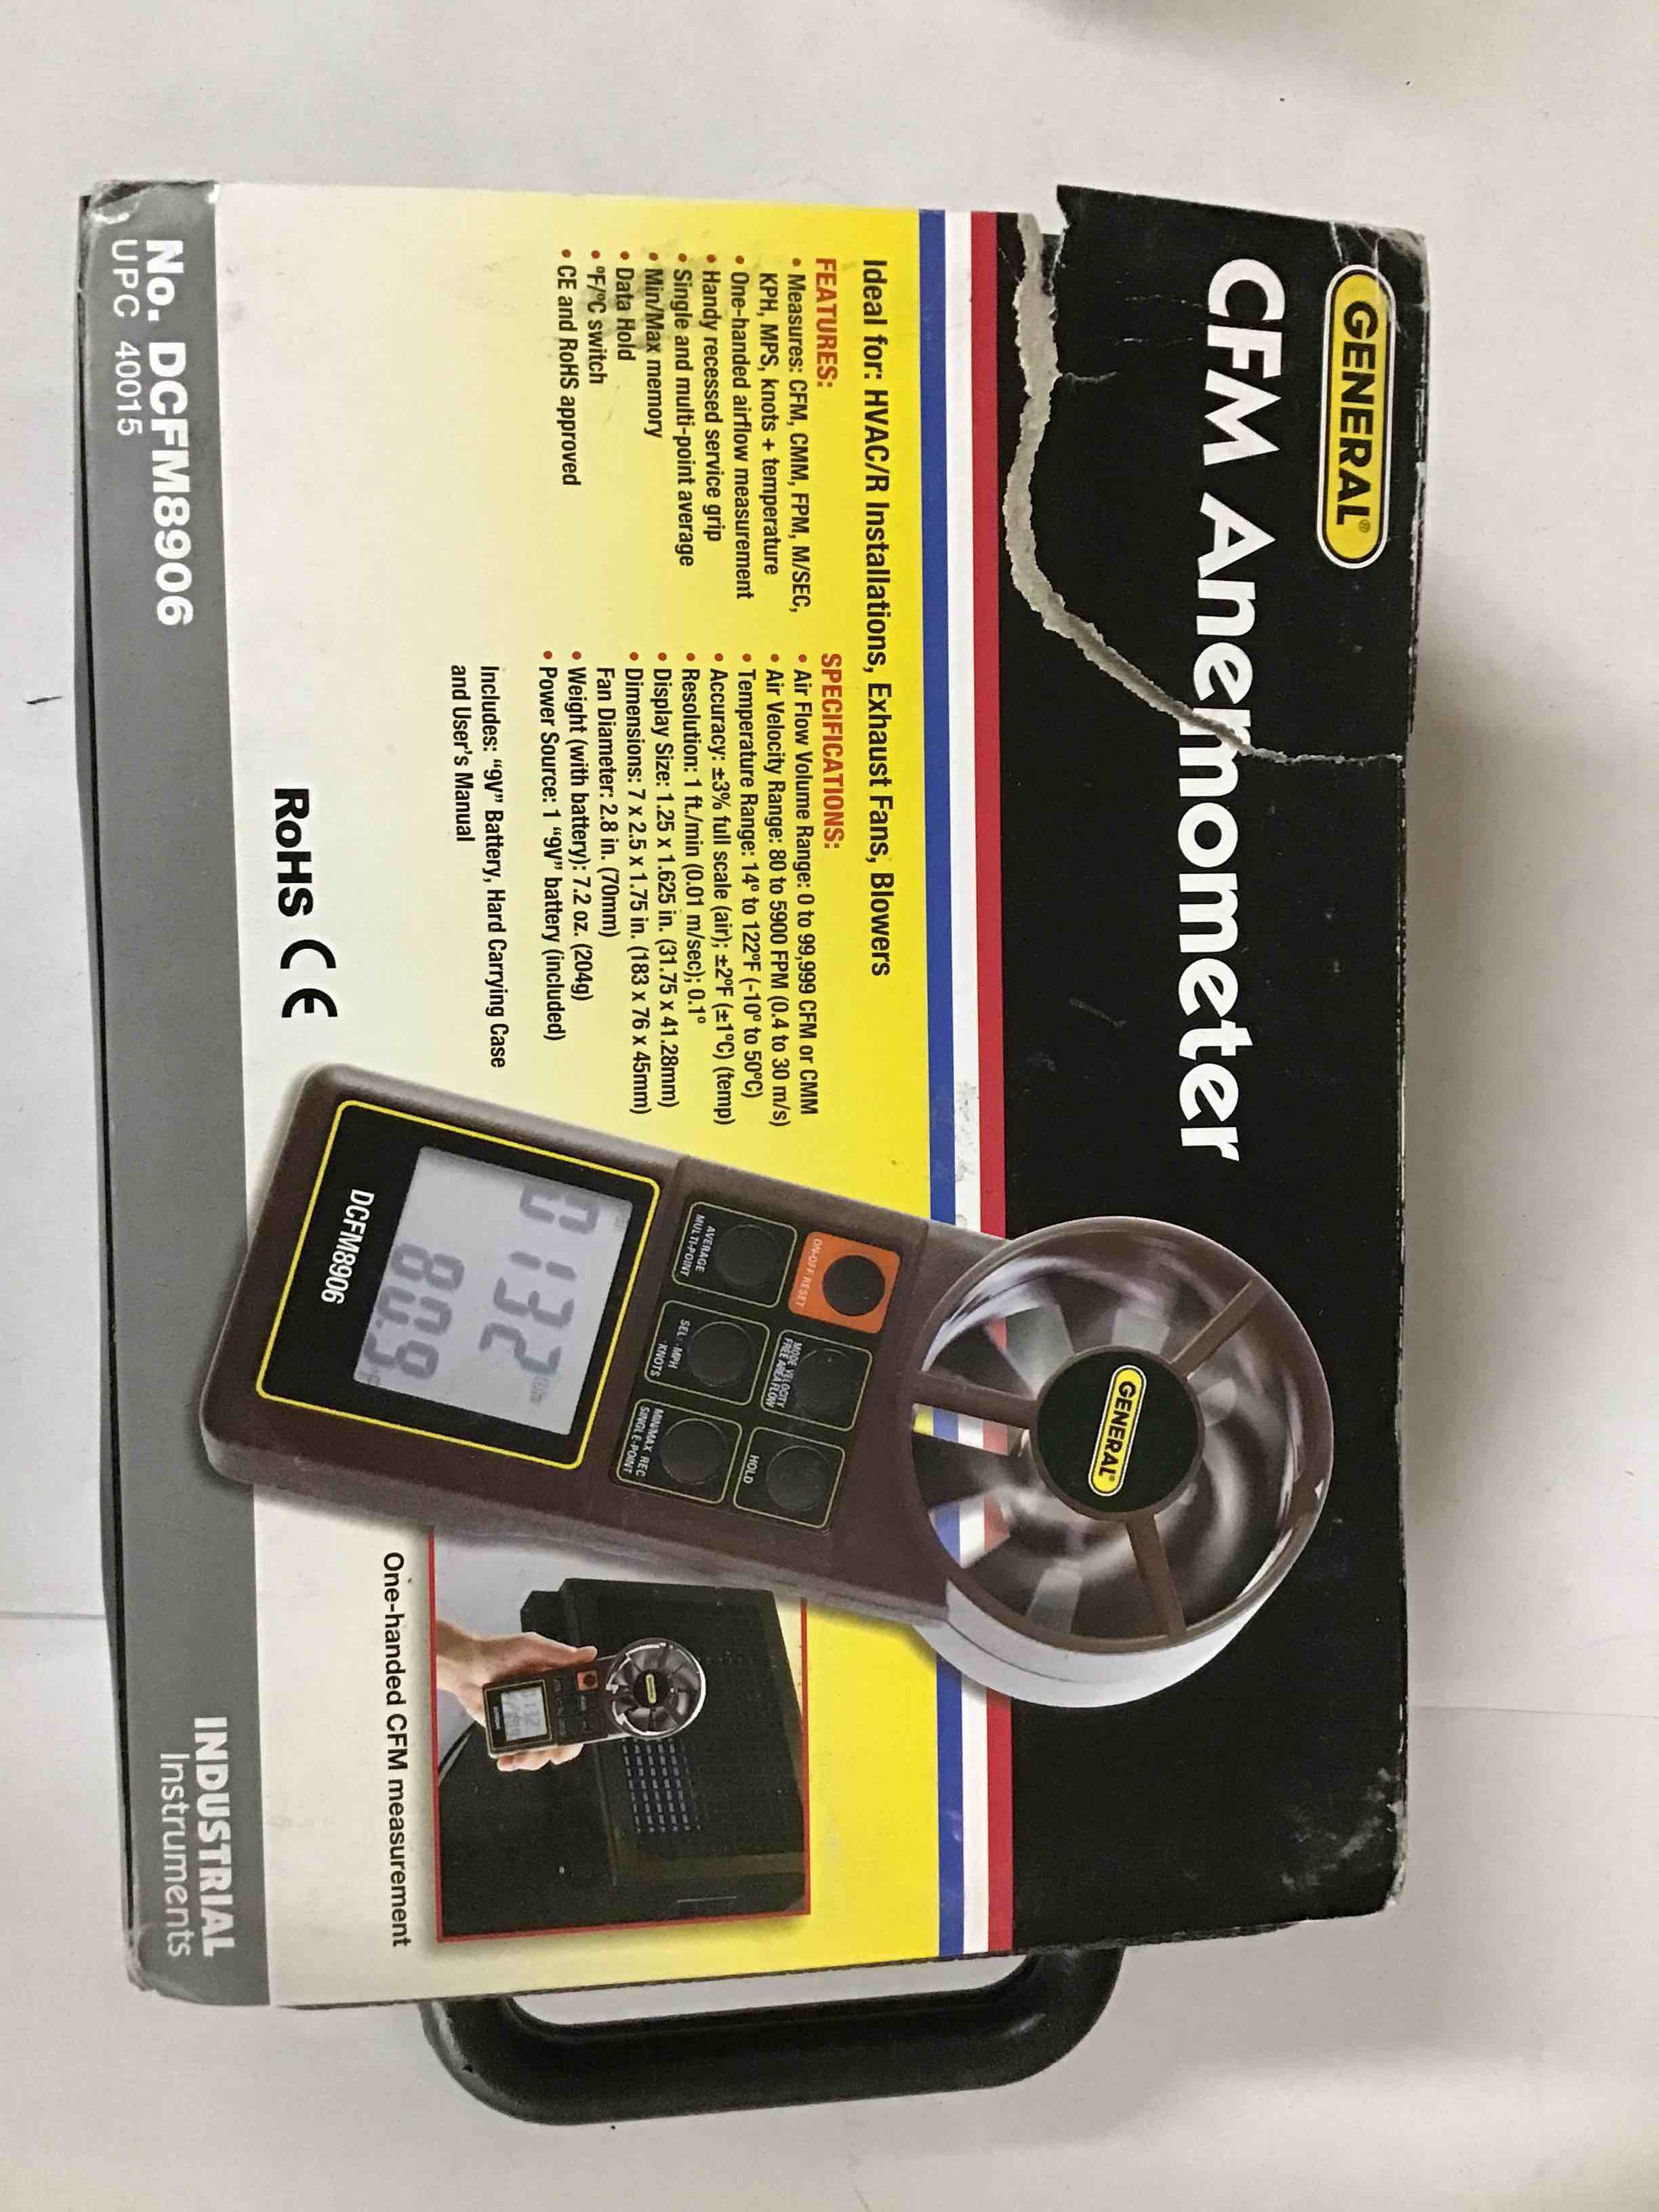 GENERAL®
CFM Anemometer
Ideal for: HVAC/R Installations, Exhaust Fans, Blowers
FEATURES:
• Measures: CFM, CMM, FPM, M/SEC,
KPH, MPS, knots + temperature
• One-handed airflow measurement
• Handy recessed service grip
• Single and multi-point average
• Min/Max memory
• Data Hold
• °F/°C switch
• CE and RoHS approved
SPECIFICATIONS:
• Air Flow Volume Range: 0 to 99,999 CFM or CMM
• Air Velocity Range: 80 to 5900 FPM (0.4 to 30 m/s)
• Temperature Range: 14° to 122°F (-10° to 50°C)
• Accuracy: ±3% full scale (air); ±2°F (±1°C) (temp)
• Resolution: 1 ft./min (0.01 m/sec); 0.1°
• Display Size: 1.25 x 1.625 in. (31.75 x 41.28mm)
• Dimensions: 7 x 2.5 x 1.75 in. (183 x 76 x 45mm)
Fan Diameter: 2.8 in. (70mm)
• Weight (with battery): 7.2 oz. (204g)
• Power Source: 1 “9V” battery (included)
Includes: “9V” Battery, Hard Carrying Case
and User's Manual
RoHS CE
GENERAL®
ON-OFF RESET
MODE VELOCITY
FREE AREA FLOW
HOLD
AVERAGE
MULTI-POINT
SEL: MPH
KNOTS
MIN/MAX REC
SINGLE-POINT
0132
80.9
DCFM8906
One-handed CFM measurement
No. DCFM8906
UPC 40015
INDUSTRIAL
Instruments